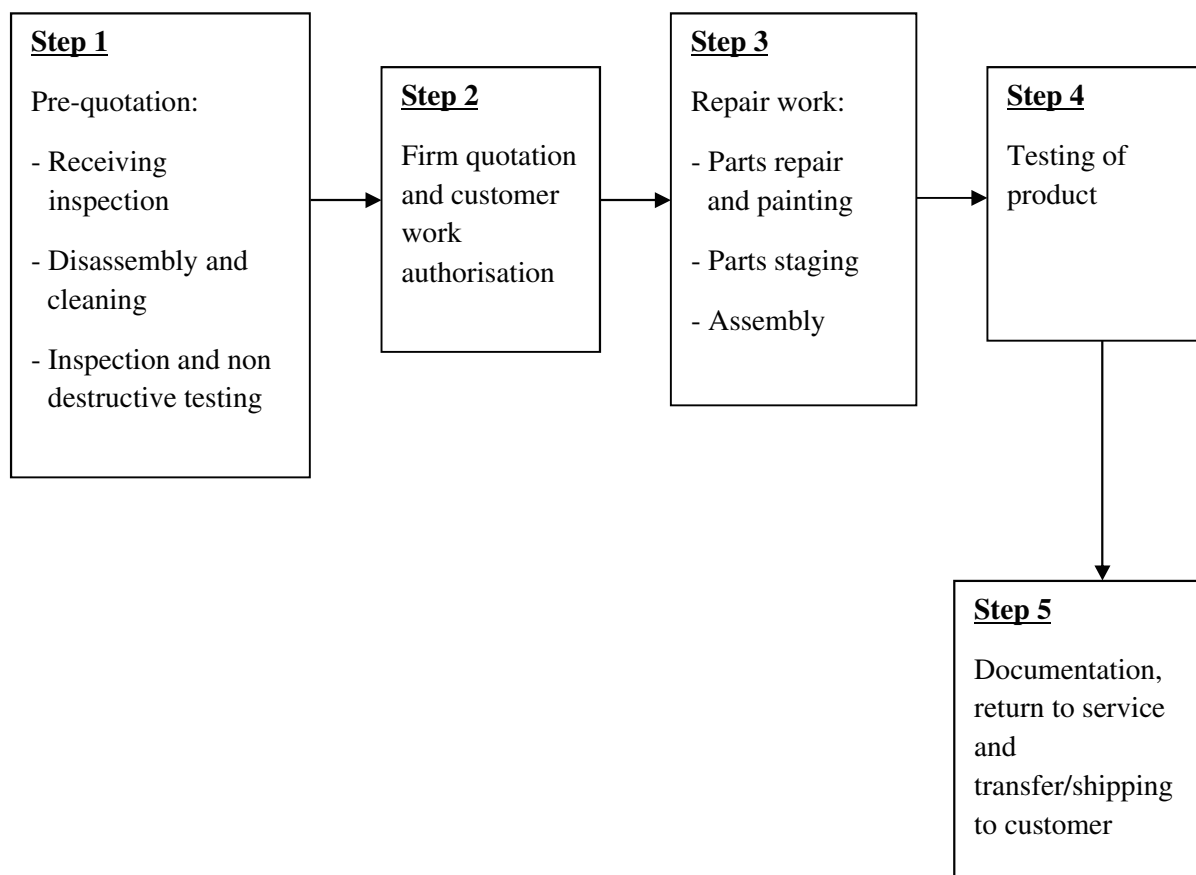 Step 1
Pre-quotation:
- Receiving
inspection
- Disassembly and
cleaning
- Inspection and non
destructive testing
Step 2
Firm quotation
and customer
work
authorisation
Step 3
Repair work:
- Parts repair
and painting
- Parts staging
- Assembly
Step 4
Testing of
product
Step 5
Documentation,
return to service
and
transfer/shipping
to customer